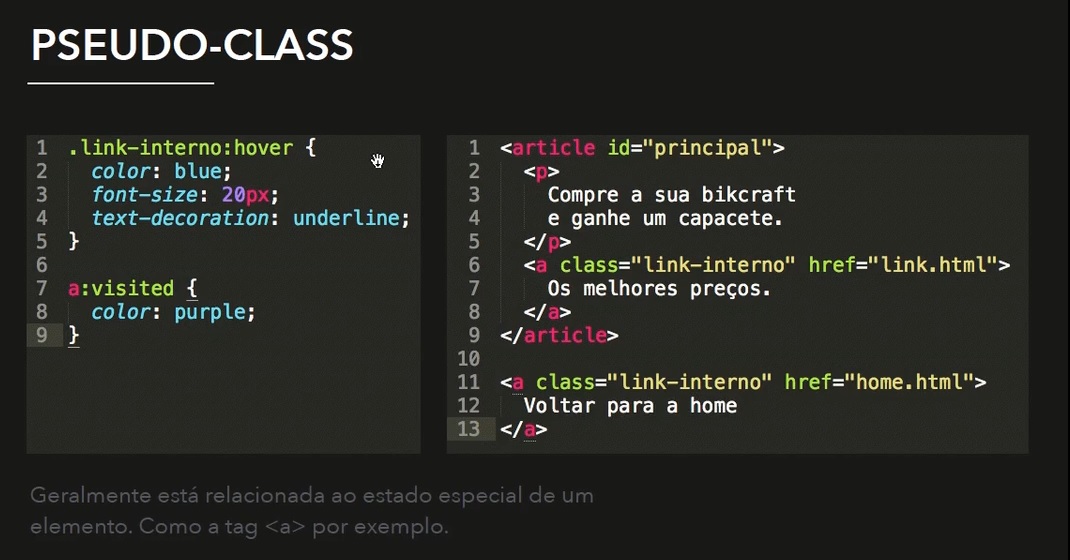 PSEUDO-CLASS
1 .link-interno:hover {
2   color: blue;
3   font-size: 20px;
4   text-decoration: underline;
5 }
6
7 a:visited {
8   color: purple;
9 }
1 <article id="principal">
2   <p>
3     Compre a sua bikcraft
4     e ganhe um capacete.
5   </p>
6   <a class="link-interno" href="link.html">
7     Os melhores preços.
8   </a>
9 </article>
10
11 <a class="link-interno" href="home.html">
12   Voltar para a home
13 </a>
Geralmente está relacionada ao estado especial de um
elemento. Como a tag <a> por exemplo.